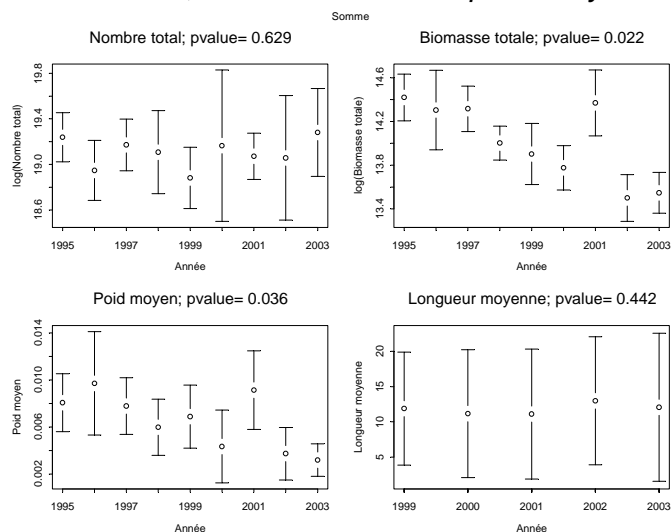 Somme
Nombre total; pvalue= 0.629
log(Nombre total)
18.6 19.0 19.4 19.8
1995 1997 1999 2001 2003
Année
Biomasse totale; pvalue= 0.022
log(Biomasse totale)
13.4 13.8 14.2 14.6
1995 1997 1999 2001 2003
Année
Poid moyen; pvalue= 0.036
Poid moyen
0.002 0.006 0.010 0.014
1995 1997 1999 2001 2003
Année
Longueur moyenne; pvalue= 0.442
Longueur moyenne
5 10 15 20
1999 2000 2001 2002 2003
Année